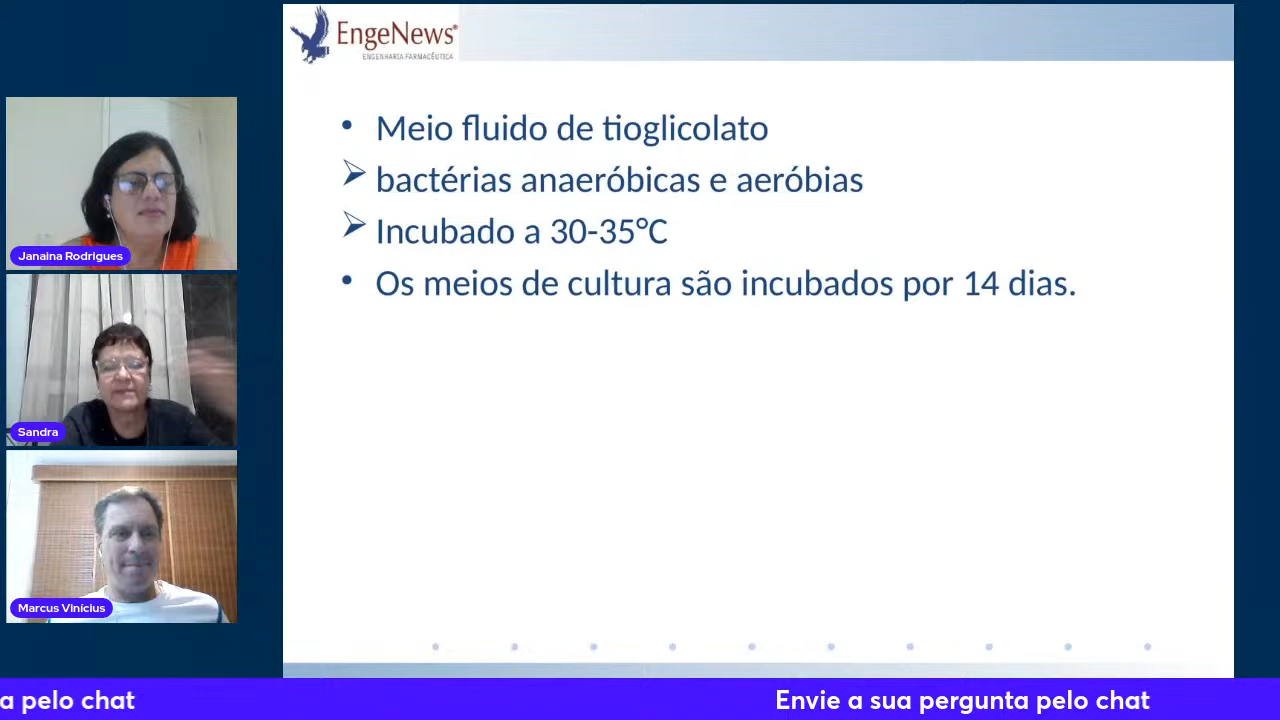 EngeNews®
ENGENHARIA FARMACÊUTICA
• Meio fluido de tioglicolato
➢ bactérias anaeróbicas e aeróbias
➢ Incubado a 30-35°C
• Os meios de cultura são incubados por 14 dias.
Janaina Rodrigues
Sandra
Marcus Vinícius
a pelo chat
Envie a sua pergunta pelo chat